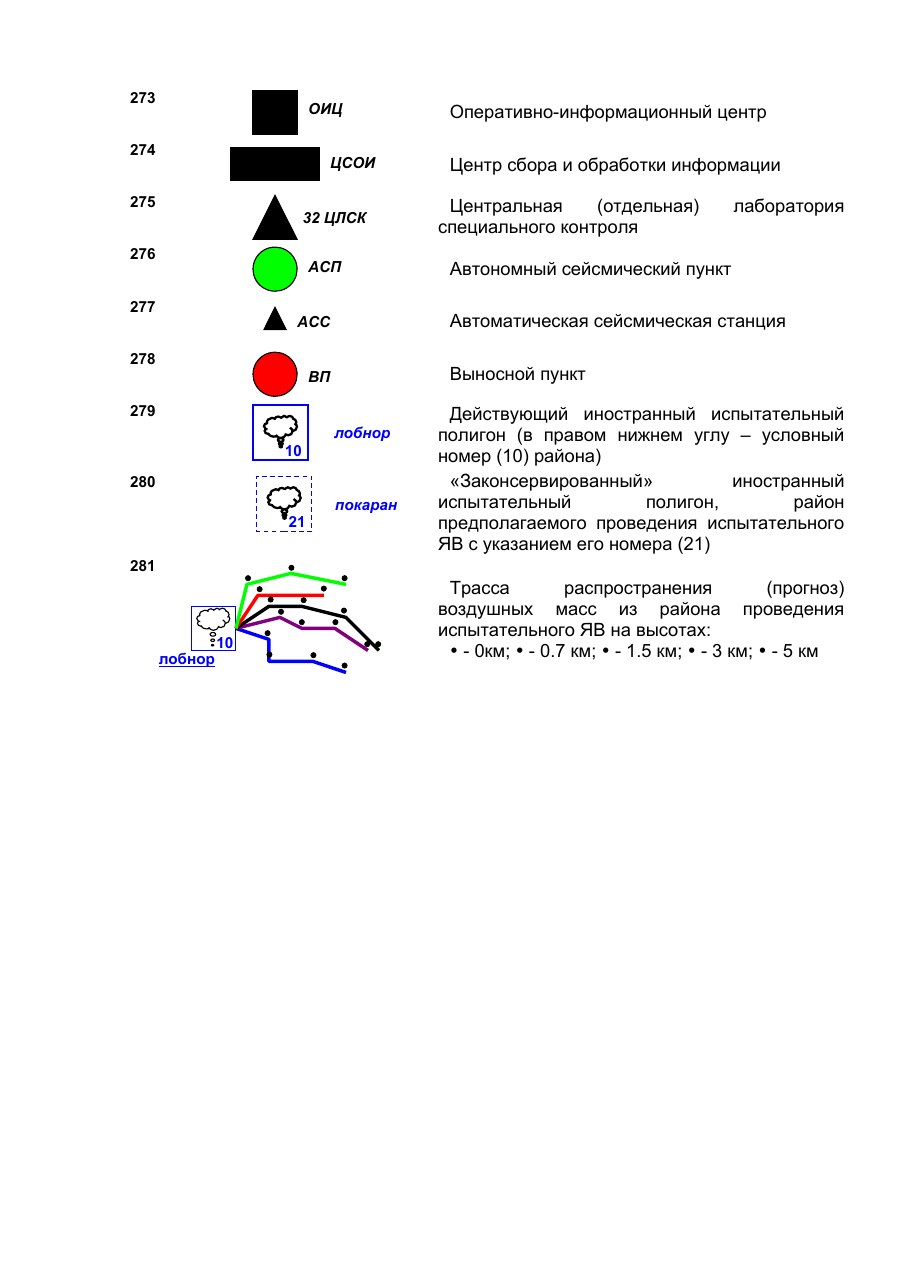 273
ОИЦ
Оперативно-информационный центр
274
ЦСОИ
Центр сбора и обработки информации
275
32 ЦЛСК
Центральная (отдельная) лаборатория
специального контроля
276
АСП
Автономный сейсмический пункт
277
АСС
Автоматическая сейсмическая станция
278
ВП
Выносной пункт
279
10
лобнор
Действующий иностранный испытательный
полигон (в правом нижнем углу – условный
номер (10) района)
280
21
покаран
«Законсервированный» иностранный
испытательный полигон, район
предполагаемого проведения испытательного
ЯВ с указанием его номера (21)
281
10
лобнор
Трасса распространения (прогноз)
воздушных масс из района проведения
испытательного ЯВ на высотах:
• - 0км; • - 0.7 км; • - 1.5 км; • - 3 км; • - 5 км